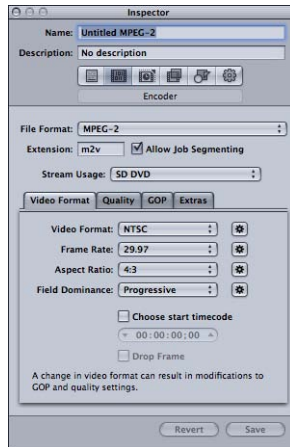 Inspector
Name: Untitled MPEG-2
Description: No description
Encoder
File Format: MPEG-2
Extension: m2v Allow Job Segmenting
Stream Usage: SD DVD
Video Format Quality GOP Extras
Video Format: NTSC
Frame Rate: 29.97
Aspect Ratio: 4:3
Field Dominance: Progressive
Choose start timecode
00:00:00;00
Drop Frame
A change in video format can result in modifications to
GOP and quality settings.
Revert Save